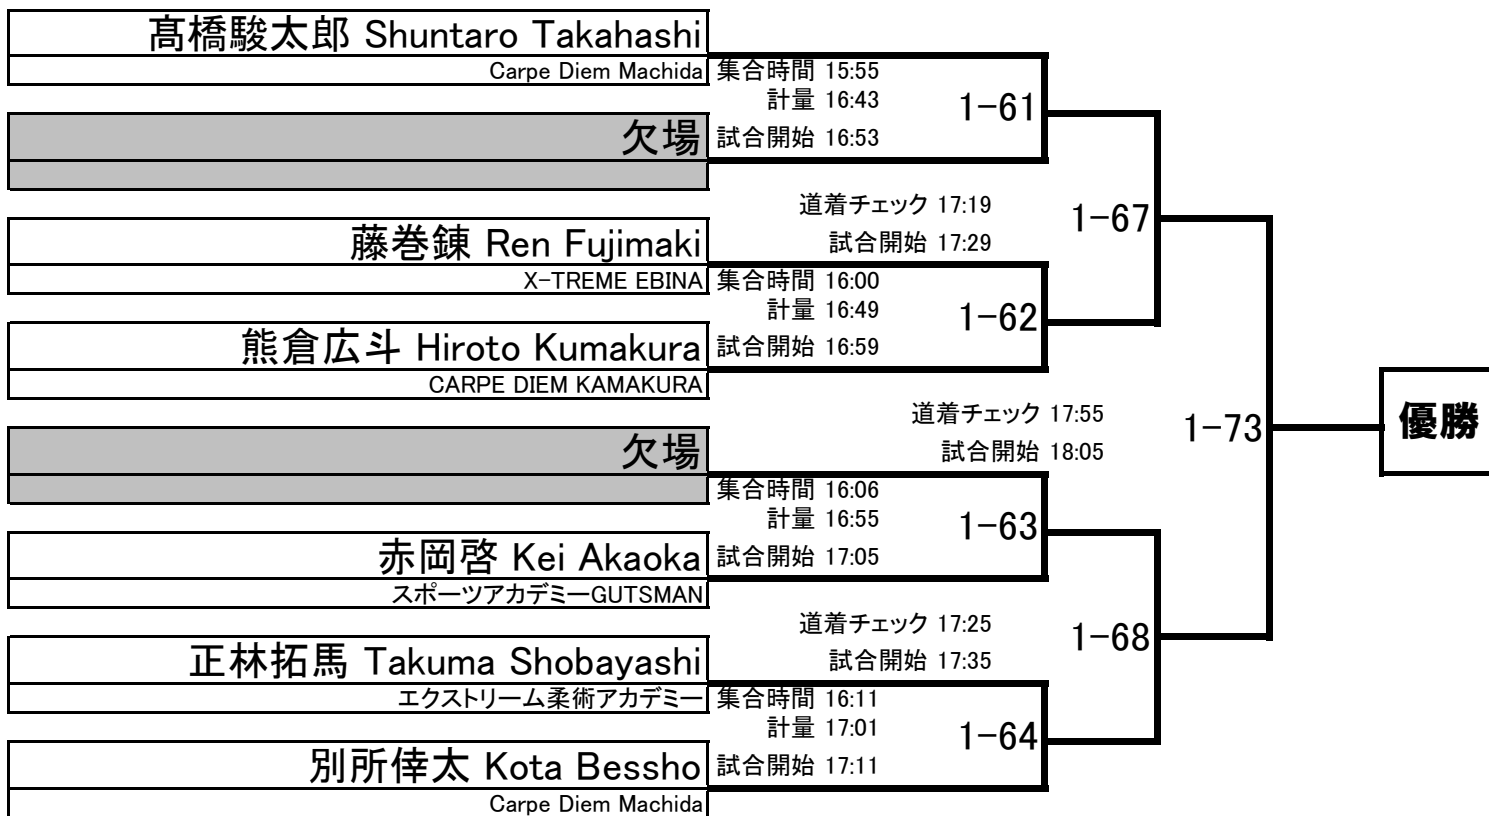 髙橋駿太郎 Shuntaro Takahashi
Carpe Diem Machida
集合時間 15:55
計量 16:43
1-61
欠場
試合開始 16:53
道着チェック 17:19
1-67
試合開始 17:29
藤巻錬 Ren Fujimaki
X-TREME EBINA
集合時間 16:00
計量 16:49
1-62
熊倉広斗 Hiroto Kumakura
試合開始 16:59
CARPE DIEM KAMAKURA
道着チェック 17:55
1-73
優勝
試合開始 18:05
欠場
集合時間 16:06
計量 16:55
1-63
赤岡啓 Kei Akaoka
試合開始 17:05
スポーツアカデミーGUTSMAN
道着チェック 17:25
1-68
試合開始 17:35
正林拓馬 Takuma Shobayashi
エクストリーム柔術アカデミー
集合時間 16:11
計量 17:01
1-64
別所倖太 Kota Bessho
試合開始 17:11
Carpe Diem Machida